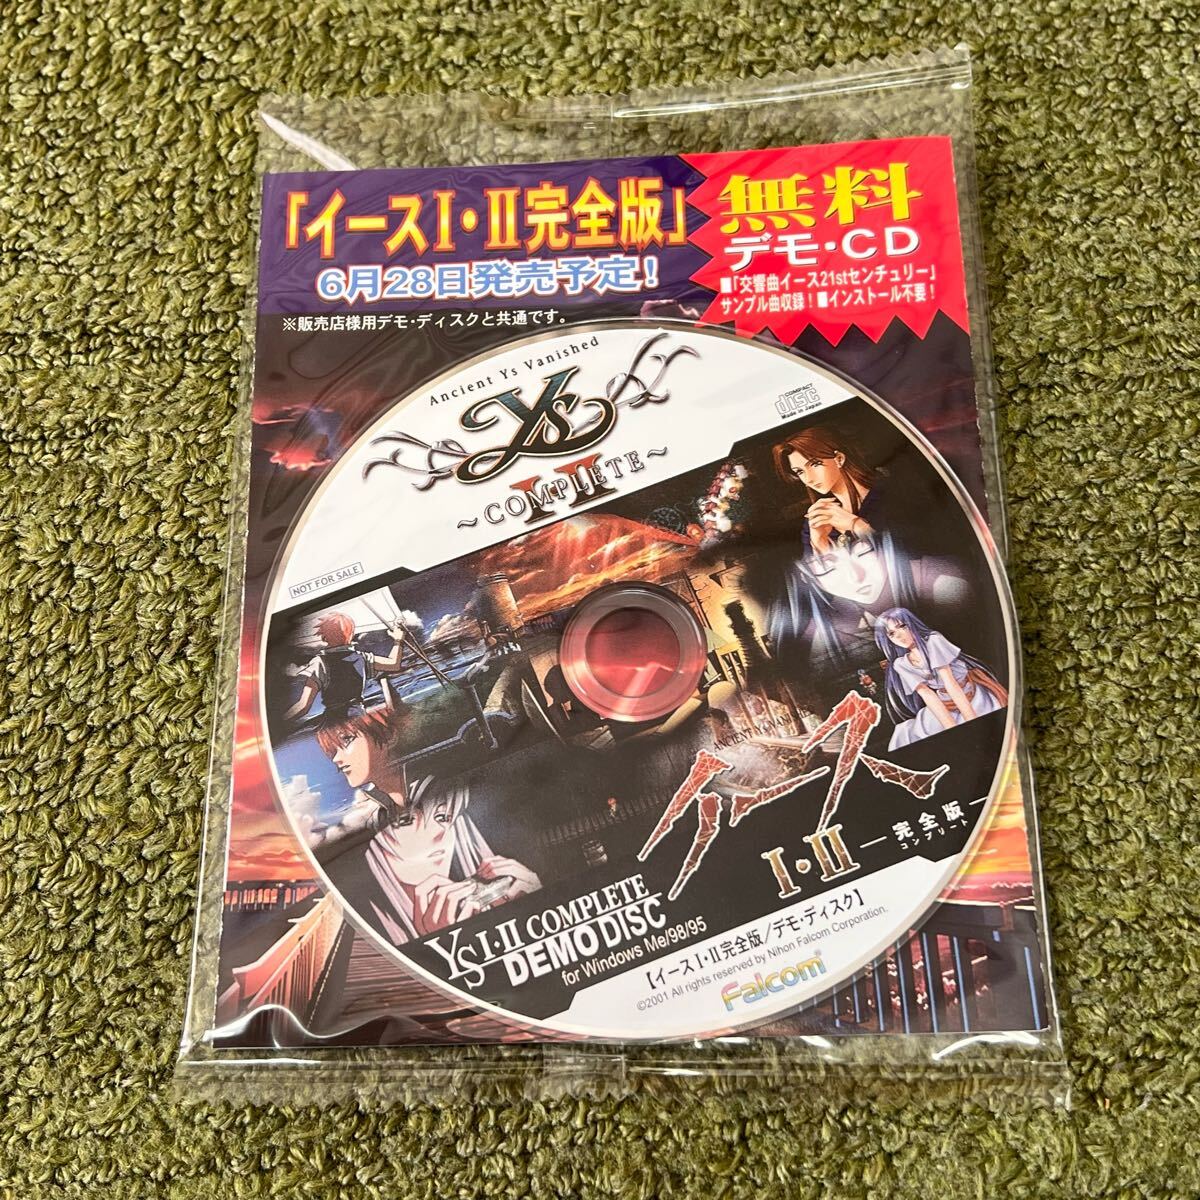 「イースⅠ・Ⅱ完全版」
6月28日発売予定！
※販売店様用デモ・ディスクと共通です。
無料
デモ・CD
■「交響曲イース21stセンチュリー」
サンプル曲収録！■インストール不要！
Ancient Ys Vanished
Ys
I・II
～COMPLETE～
COMPACT
disc
Made in Japan
NOT FOR SALE
イース
I・II
完全版
コンプリート
YS I・II COMPLETE
DEMO DISC
for Windows Me/98/95
【イースⅠ・Ⅱ完全版／デモ・ディスク】
©2001 All rights reserved by Nihon Falcom Corporation.
Falcom